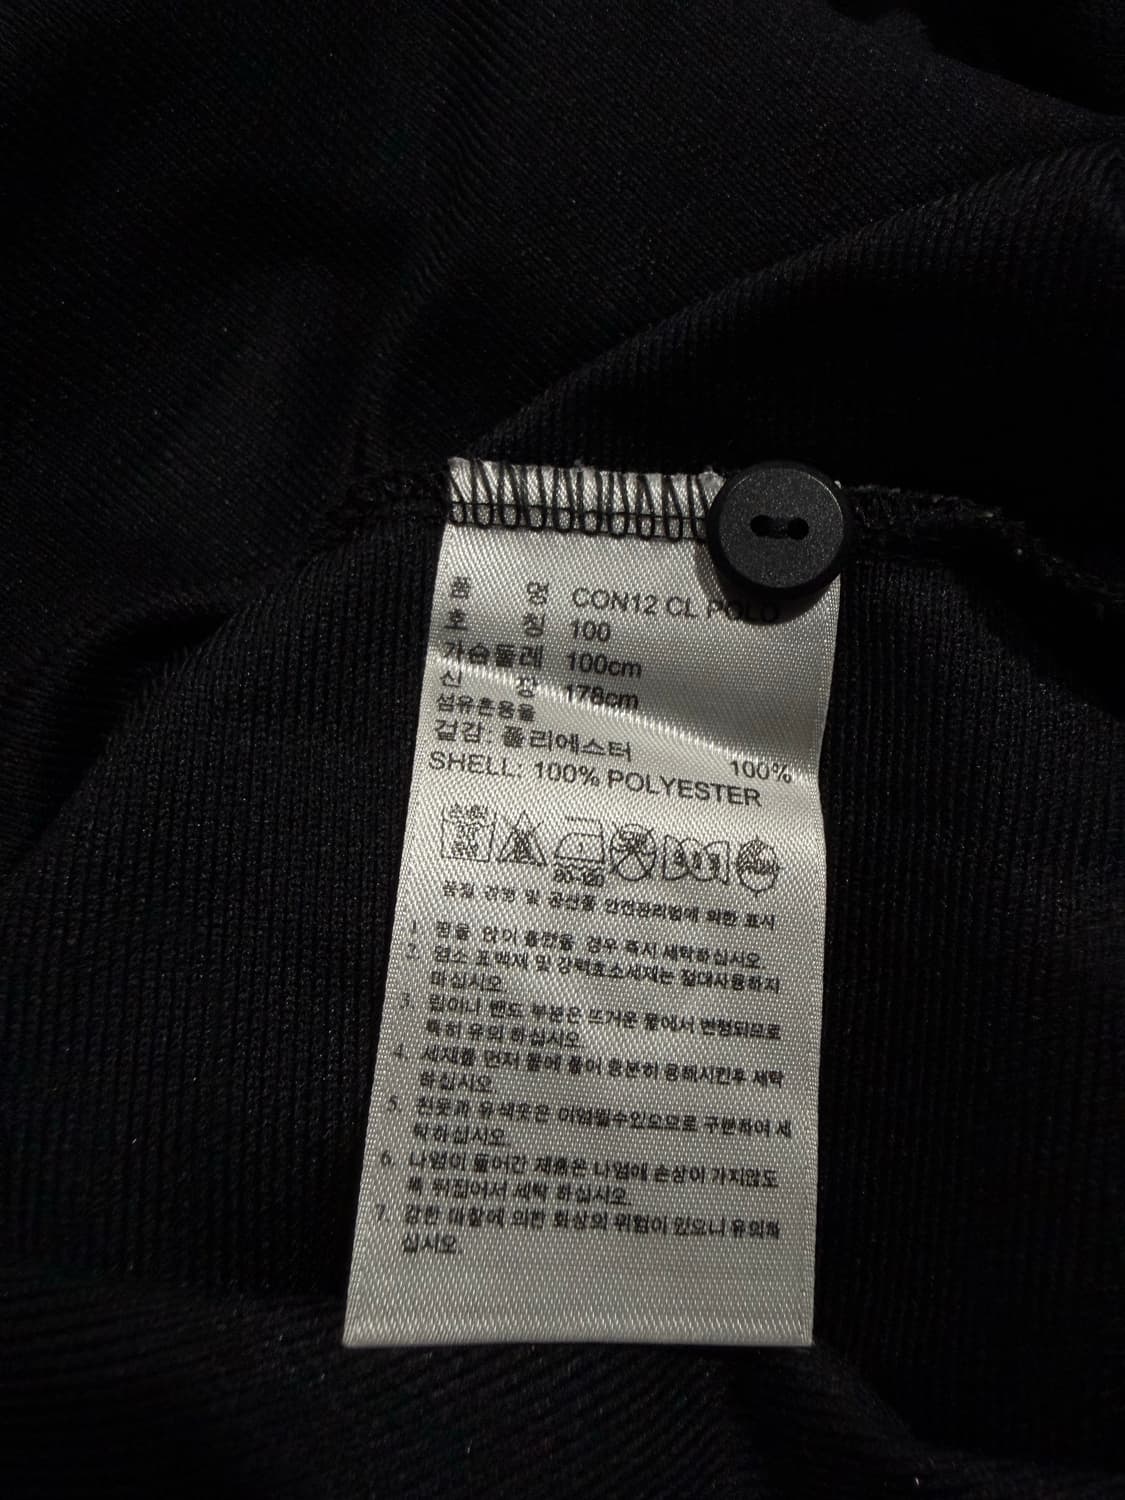 품 명 CON12 CL POLO
호 칭 100
가슴둘레 100cm
신 장 178cm
섬유혼용율
겉감: 폴리에스터 100%
SHELL: 100% POLYESTER
80~120
품질 경영 및 공산품 안전관리법에 의한 표시
1. 땀을 많이 흘렸을 경우 즉시 세탁하십시오.
2. 염소 표백제 및 강력효소세제는 절대사용하지
마십시오.
3. 립이나 밴드 부분은 뜨거운 물에서 변형되므로
특히 유의 하십시오.
4. 세제를 먼저 물에 풀어 충분히 용해시킨후 세탁
하십시오.
5. 흰옷과 유색옷은 이염될수있으므로 구분하여 세
탁하십시오.
6. 나염이 들어간 제품은 나염에 손상이 가지않도
록 뒤집어서 세탁 하십시오.
7. 강한 마찰에 의한 화상의 위험이 있으니 유의하
십시오.